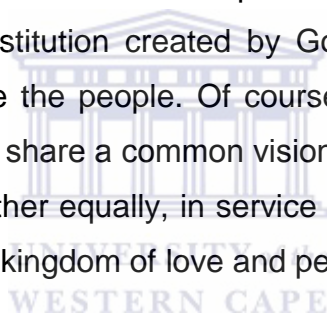 stitution created by Go
e the people. Of course
share a common vision
ther equally, in service
UNIVERSITY of the
kingdom of love and pe
WESTERN CAPE